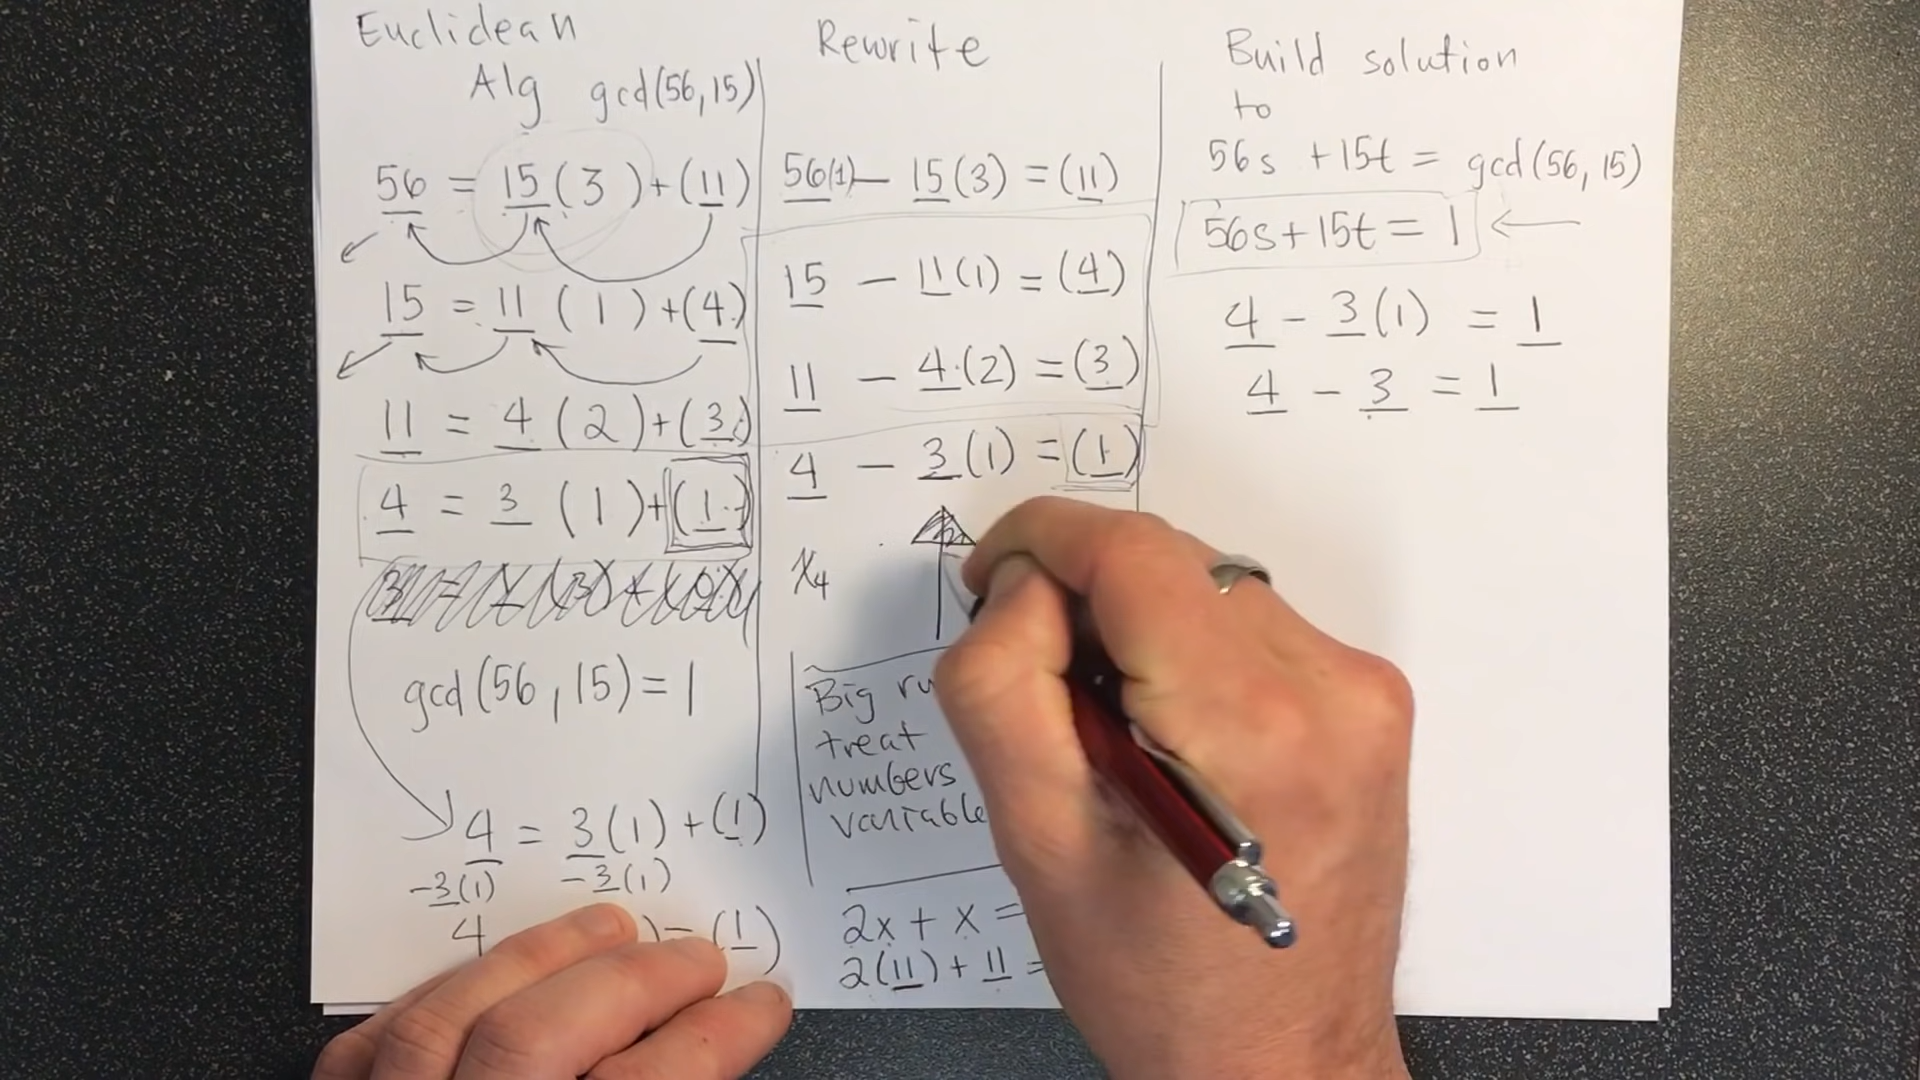 Euclidean
Alg gcd(56,15)
56 = 15(3)+(11)
15 = 11(1)+(4)
11 = 4(2)+(3)
4 = 3(1)+(1)
gcd(56,15)=1
4 = 3(1)+(1)
-3(1) -3(1)
4 )=(1)
Rewrite
56(1)- 15(3)=(11)
15 - 11(1)=(4)
11 - 4(2)=(3)
4 - 3(1)=(1)
x4
Big
treat
numbers
variable
2x + x =
2(11)+ 11 =
Build solution
to
56s +15t = gcd(56,15)
56s+15t = 1
4 - 3(1) = 1
4 - 3 = 1